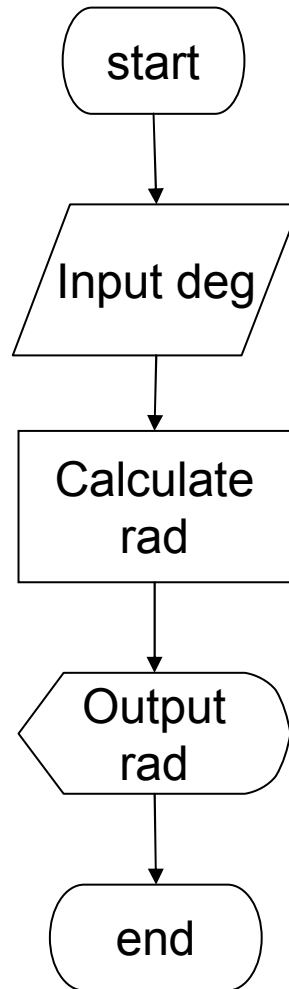 start
Input deg
Calculate
rad
Output
rad
end